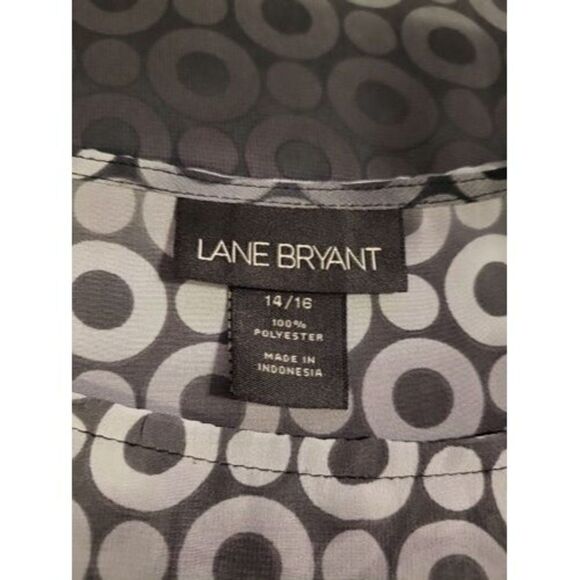 LANE BRYANT
14/16
100%
POLYESTER
MADE IN
INDONESIA